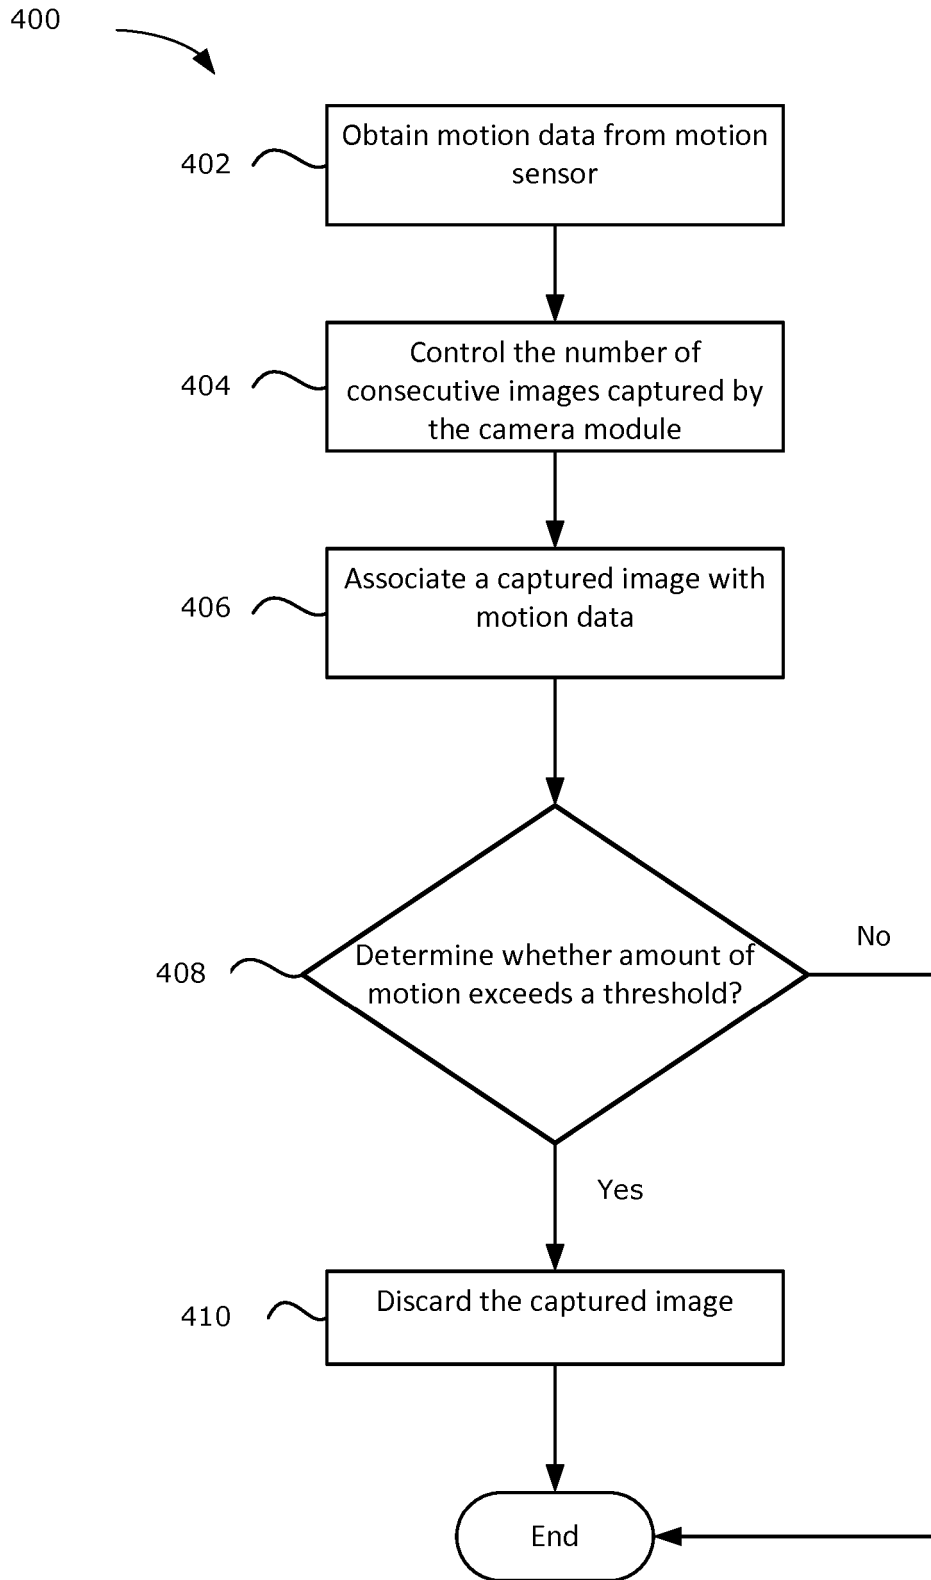 400
402
Obtain motion data from motion
sensor
404
Control the number of
consecutive images captured by
the camera module
406
Associate a captured image with
motion data
408
Determine whether amount of
motion exceeds a threshold?
No
Yes
410
Discard the captured image
End